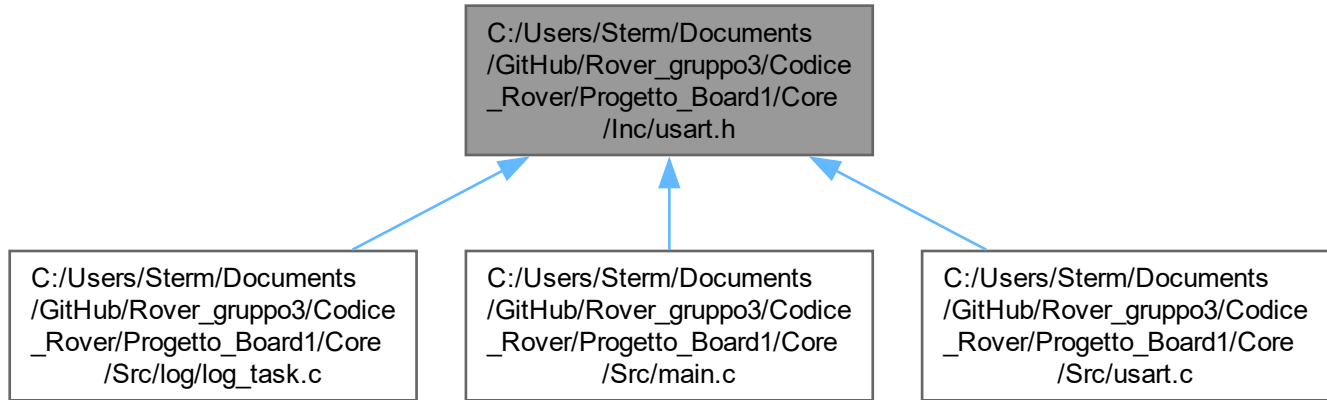 C:/Users/Sterm/Documents
/GitHub/Rover_gruppo3/Codice
_Rover/Progetto_Board1/Core
/Inc/usart.h
C:/Users/Sterm/Documents
/GitHub/Rover_gruppo3/Codice
_Rover/Progetto_Board1/Core
/Src/log/log_task.c
C:/Users/Sterm/Documents
/GitHub/Rover_gruppo3/Codice
_Rover/Progetto_Board1/Core
/Src/main.c
C:/Users/Sterm/Documents
/GitHub/Rover_gruppo3/Codice
_Rover/Progetto_Board1/Core
/Src/usart.c